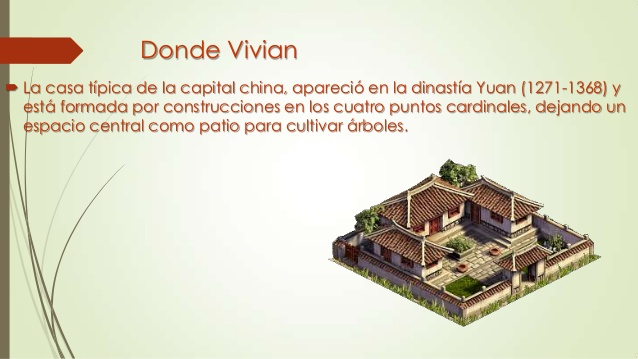 Donde Vivian
La casa típica de la capital china, apareció en la dinastía Yuan (1271-1368) y
está formada por construcciones en los cuatro puntos cardinales, dejando un
espacio central como patio para cultivar árboles.